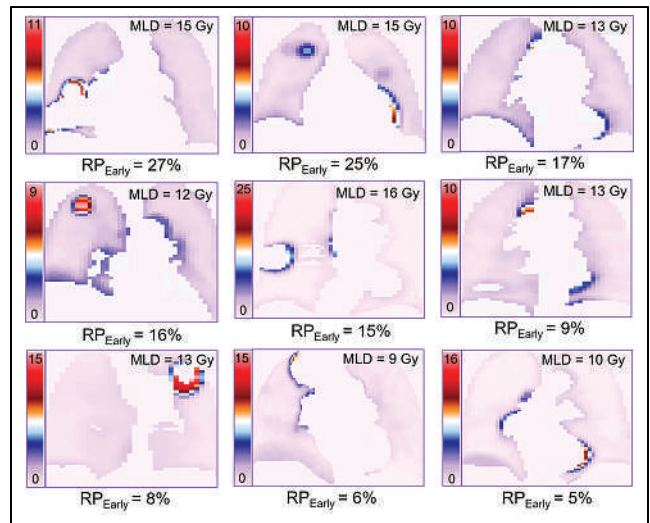 11 MLD = 15 Gy
0
RPEarly = 27%
10 MLD = 15 Gy
0
RPEarly = 25%
10 MLD = 13 Gy
0
RPEarly = 17%
9 MLD = 12 Gy
0
RPEarly = 16%
25 MLD = 16 Gy
0
RPEarly = 15%
10 MLD = 13 Gy
0
RPEarly = 9%
15 MLD = 13 Gy
0
RPEarly = 8%
15 MLD = 9 Gy
0
RPEarly = 6%
16 MLD = 10 Gy
0
RPEarly = 5%